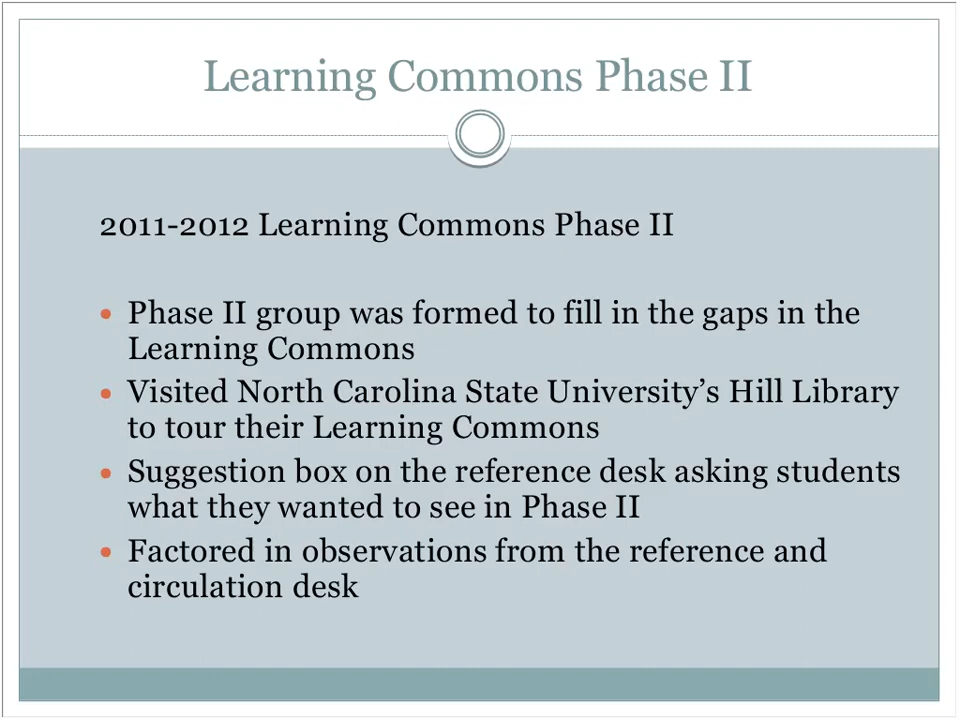 Learning Commons Phase II
2011-2012 Learning Commons Phase II
• Phase II group was formed to fill in the gaps in the
Learning Commons
• Visited North Carolina State University's Hill Library
to tour their Learning Commons
• Suggestion box on the reference desk asking students
what they wanted to see in Phase II
• Factored in observations from the reference and
circulation desk